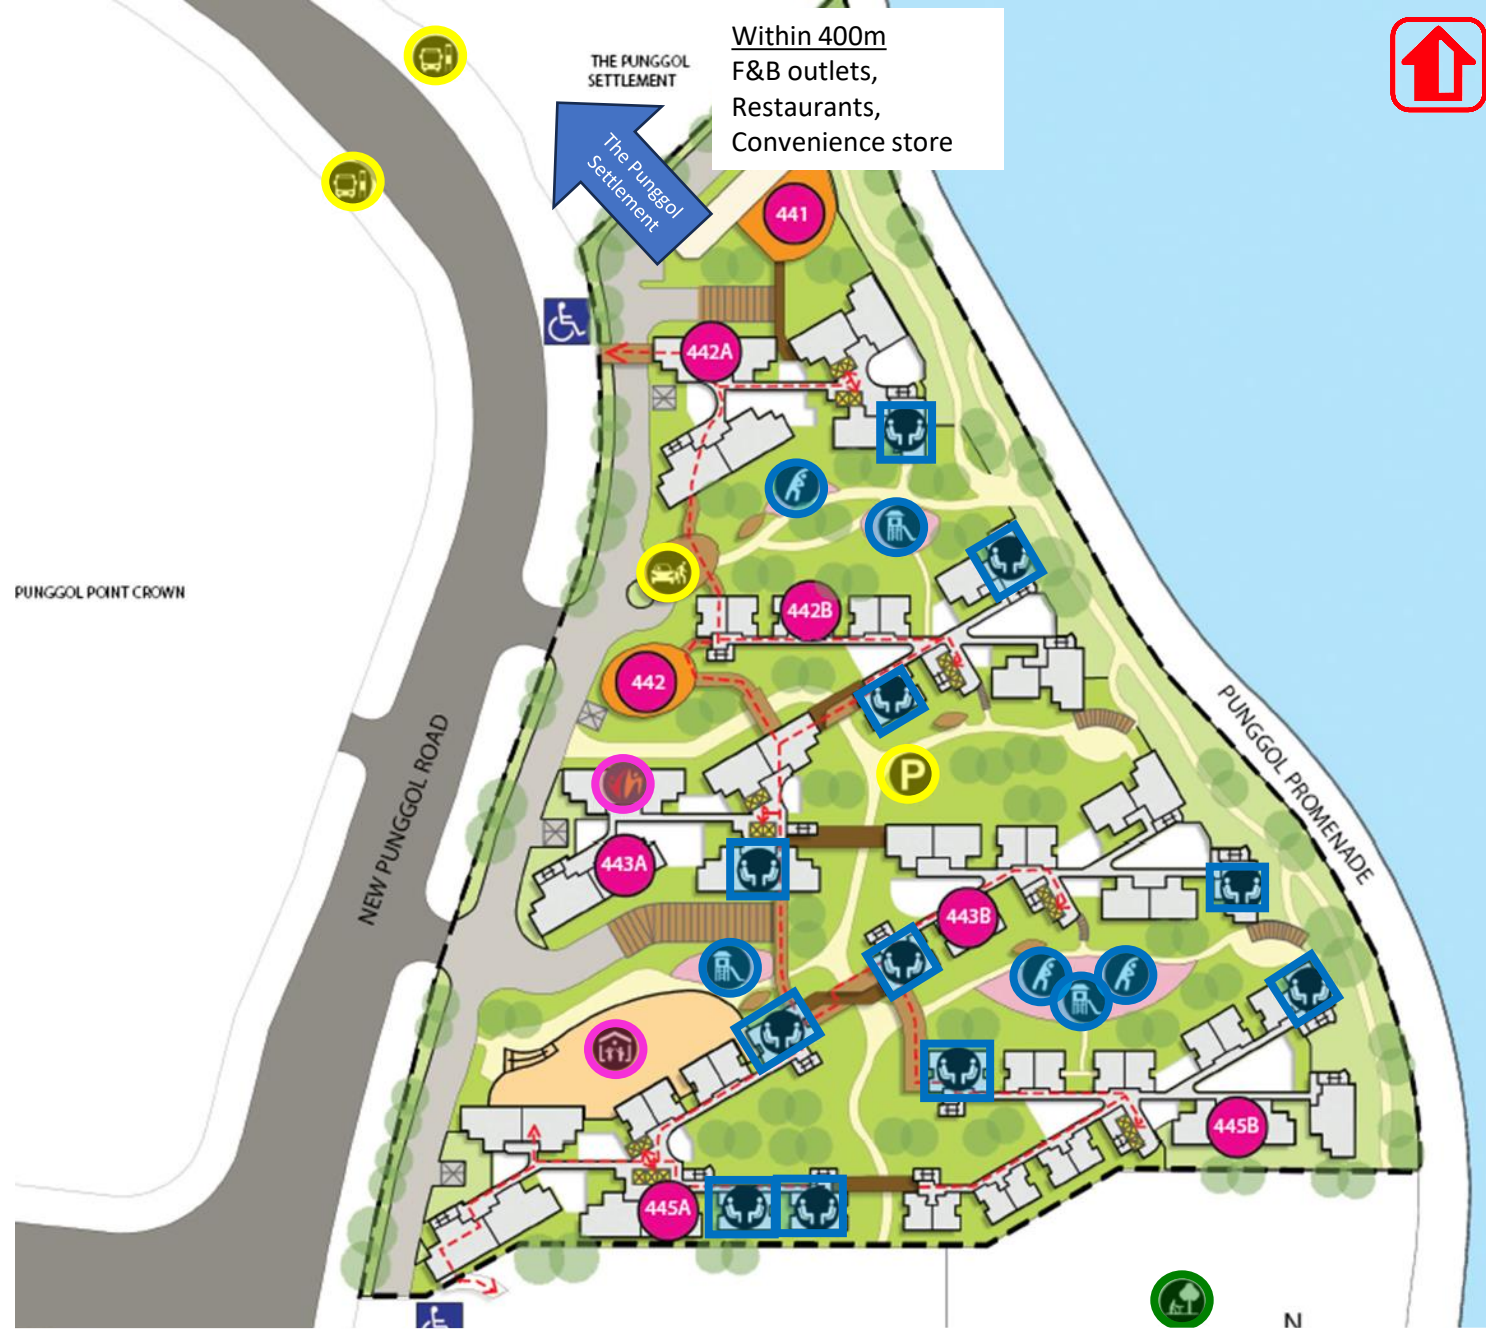 Within 400m
F&B outlets,
Restaurants,
Convenience store
THE PUNGGOL
SETTLEMENT
The Punggol
Settlement
441
442A
PUNGGOL POINT CROWN
442B
442
PUNGGOL PROMENADE
NEW PUNGGOL ROAD
P
443A
443B
445B
445A
N